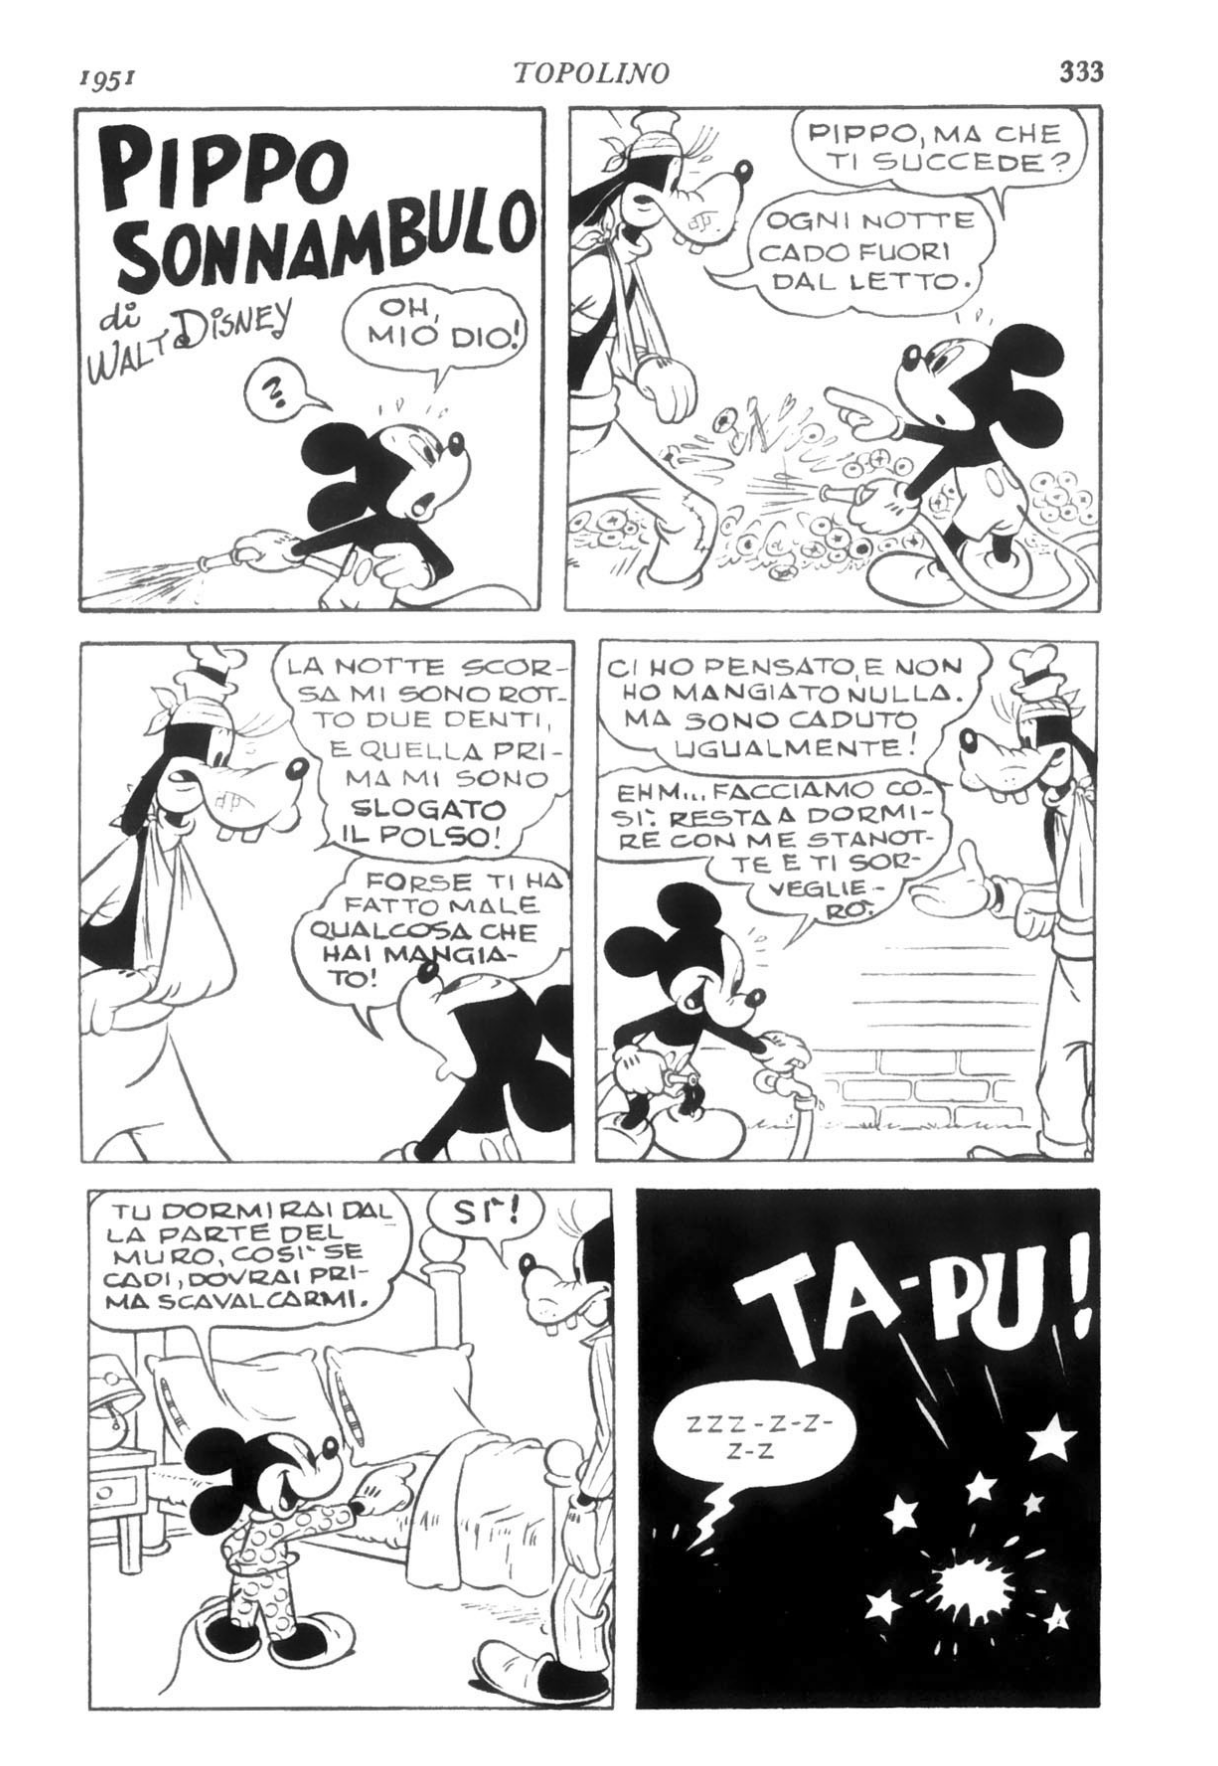 1951 TOPOLINO 333
PIPPO
SONNAMBULO
di
WALT DISNEY
OH,
MIO DIO!
?
PIPPO, MA CHE
TI SUCCEDE?
OGNI NOTTE
CADO FUORI
DAL LETTO.
LA NOTTE SCOR-
SA MI SONO ROT-
TO DUE DENTI,
E QUELLA PRI-
MA MI SONO
SLOGATO
IL POLSO!
FORSE TI HA
FATTO MALE
QUALCOSA CHE
HAI MANGIA-
TO!
CI HO PENSATO, E NON
HO MANGIATO NULLA.
MA SONO CADUTO
UGUALMENTE!
EHM... FACCIAMO CO-
SI': RESTA A DORMI-
RE CON ME STANOT-
TE E TI SOR-
VEGLIE-
RÒ.
TU DORMIRAI DAL
LA PARTE DEL
MURO, COSI' SE
CADI, DOVRAI PRI-
MA SCAVALCARMI.
SI'!
TA-PU!
ZZZ-Z-Z-
Z-Z